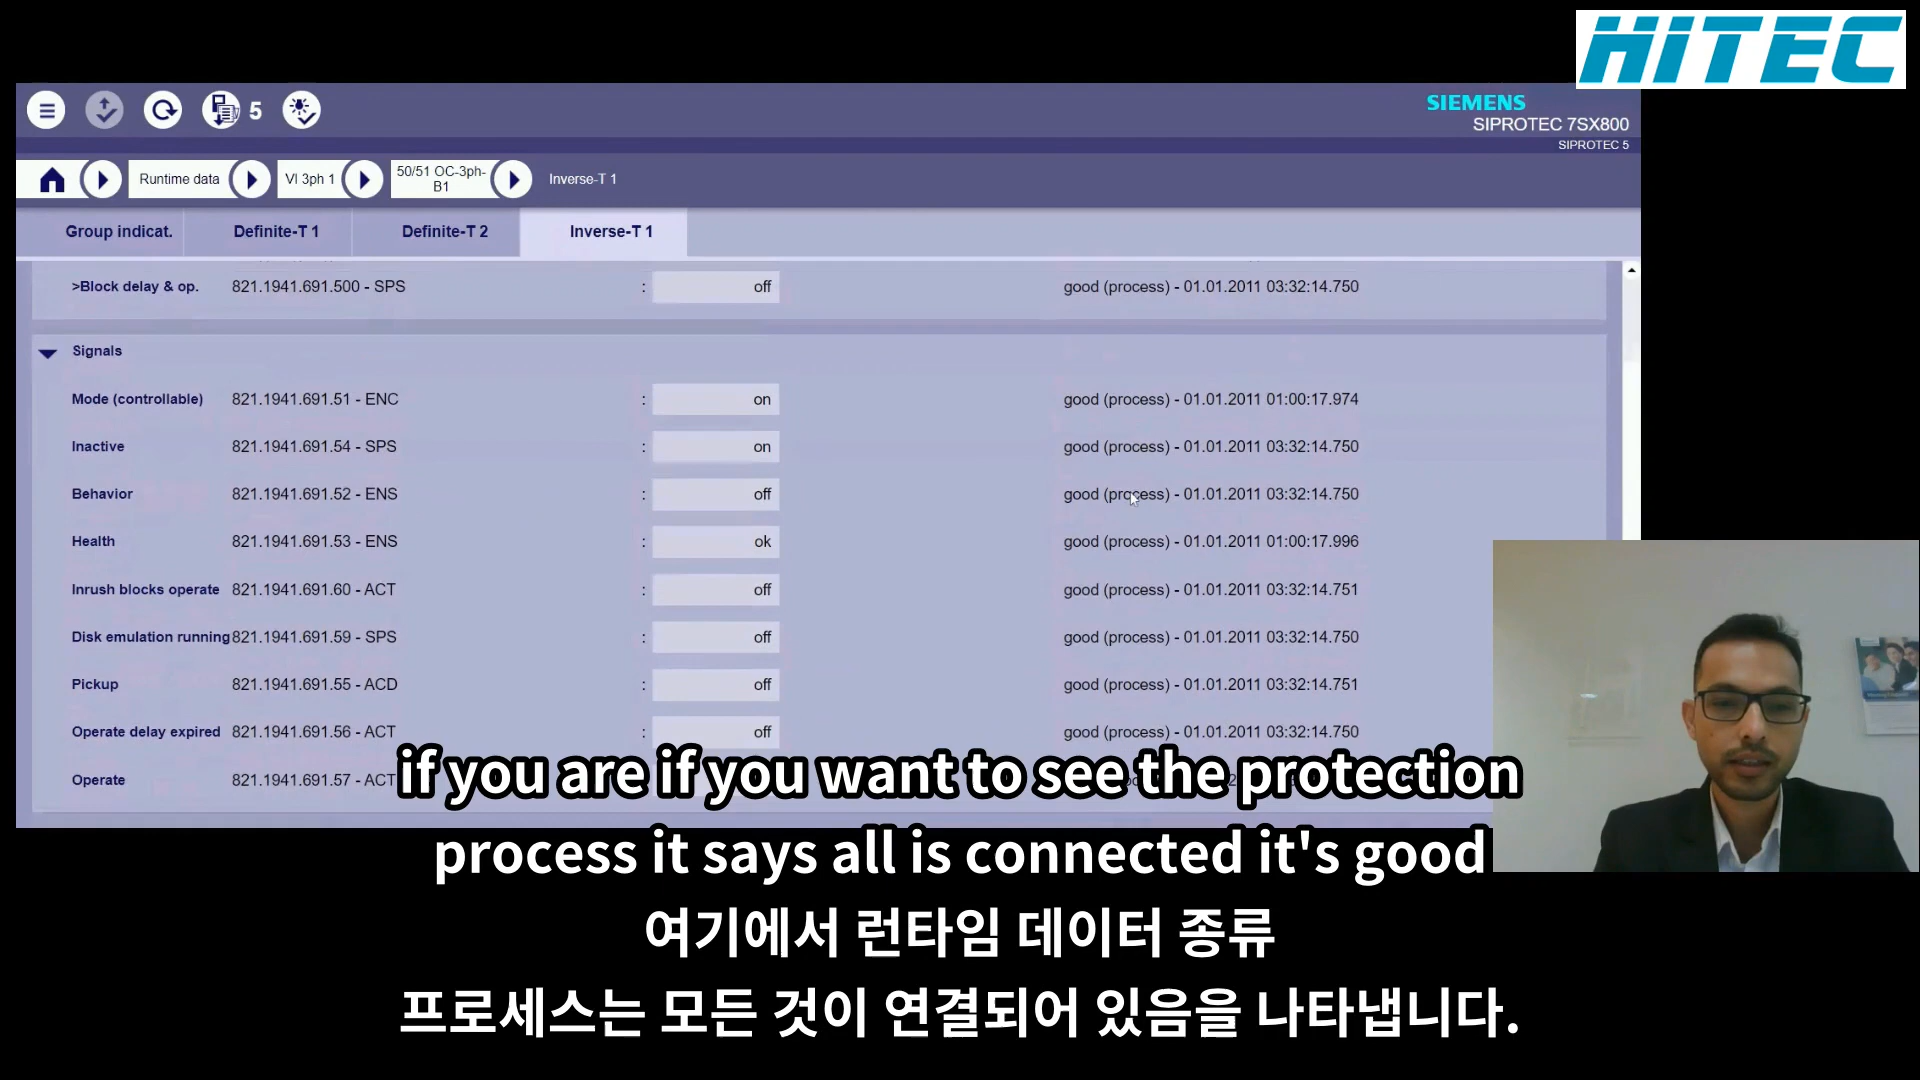 HITEC
5
SIEMENS
SIPROTEC 7SX800
SIPROTEC 5
Runtime data
VI 3ph 1
50/51 OC-3ph-
B1
Inverse-T 1
Group indicat.
Definite-T 1
Definite-T 2
Inverse-T 1
>Block delay & op. 821.1941.691.500 - SPS : off good (process) - 01.01.2011 03:32:14.750
Signals
Mode (controllable) 821.1941.691.51 - ENC : on good (process) - 01.01.2011 01:00:17.974
Inactive 821.1941.691.54 - SPS : on good (process) - 01.01.2011 03:32:14.750
Behavior 821.1941.691.52 - ENS : off good (process) - 01.01.2011 03:32:14.750
Health 821.1941.691.53 - ENS : ok good (process) - 01.01.2011 01:00:17.996
Inrush blocks operate 821.1941.691.60 - ACT : off good (process) - 01.01.2011 03:32:14.751
Disk emulation running 821.1941.691.59 - SPS : off good (process) - 01.01.2011 03:32:14.750
Pickup 821.1941.691.55 - ACD : off good (process) - 01.01.2011 03:32:14.751
Operate delay expired 821.1941.691.56 - ACT : off good (process) - 01.01.2011 03:32:14.750
Operate 821.1941.691.57 - ACT
if you are if you want to see the protection
process it says all is connected it's good
여기에서 런타임 데이터 종류
프로세스는 모든 것이 연결되어 있음을 나타냅니다.